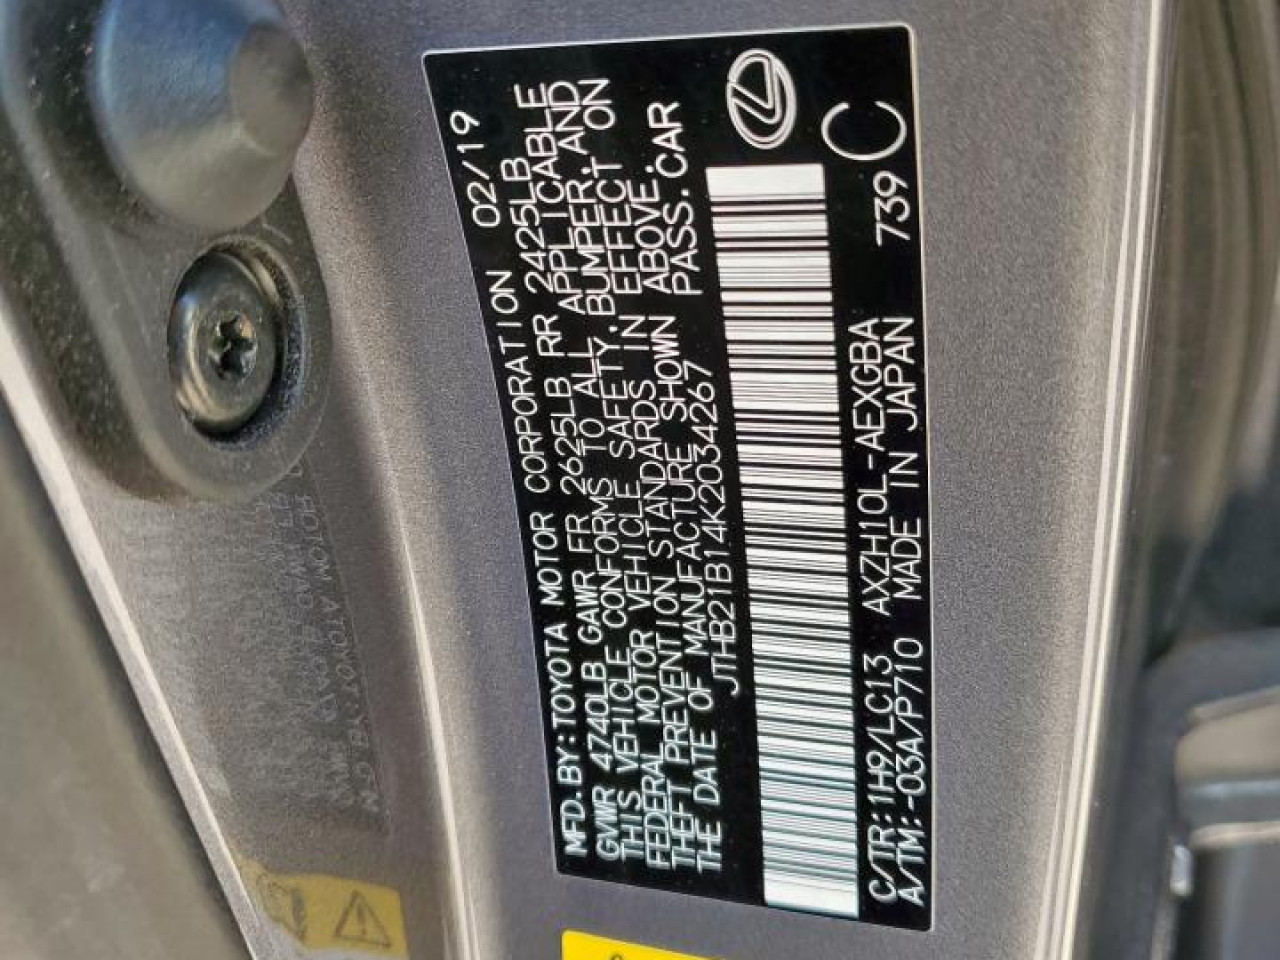 MFD.BY:TOYOTA MOTOR CORPORATION 02/19
GVWR 4740LB GAWR FR 2625LB RR 2425LB
THIS VEHICLE CONFORMS TO ALL APPLICABLE
FEDERAL MOTOR VEHICLE SAFETY, BUMPER, AND
THEFT PREVENTION STANDARDS IN EFFECT ON
THE DATE OF MANUFACTURE SHOWN ABOVE.
JTHB21B14K2034267 PASS.CAR
C/TR:1H9/LC13 AXZH10L-AEXGBA 739
A/TM:-03A/P710 MADE IN JAPAN C